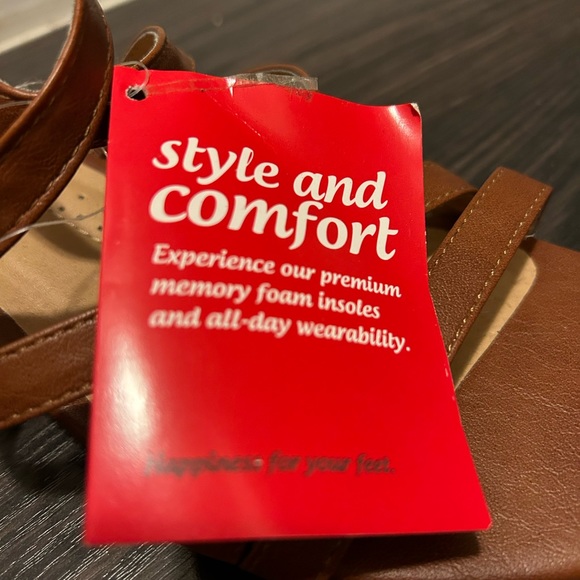 style and
comfort
Experience our premium
memory foam insoles
and all-day wearability.
Happiness for your feet.